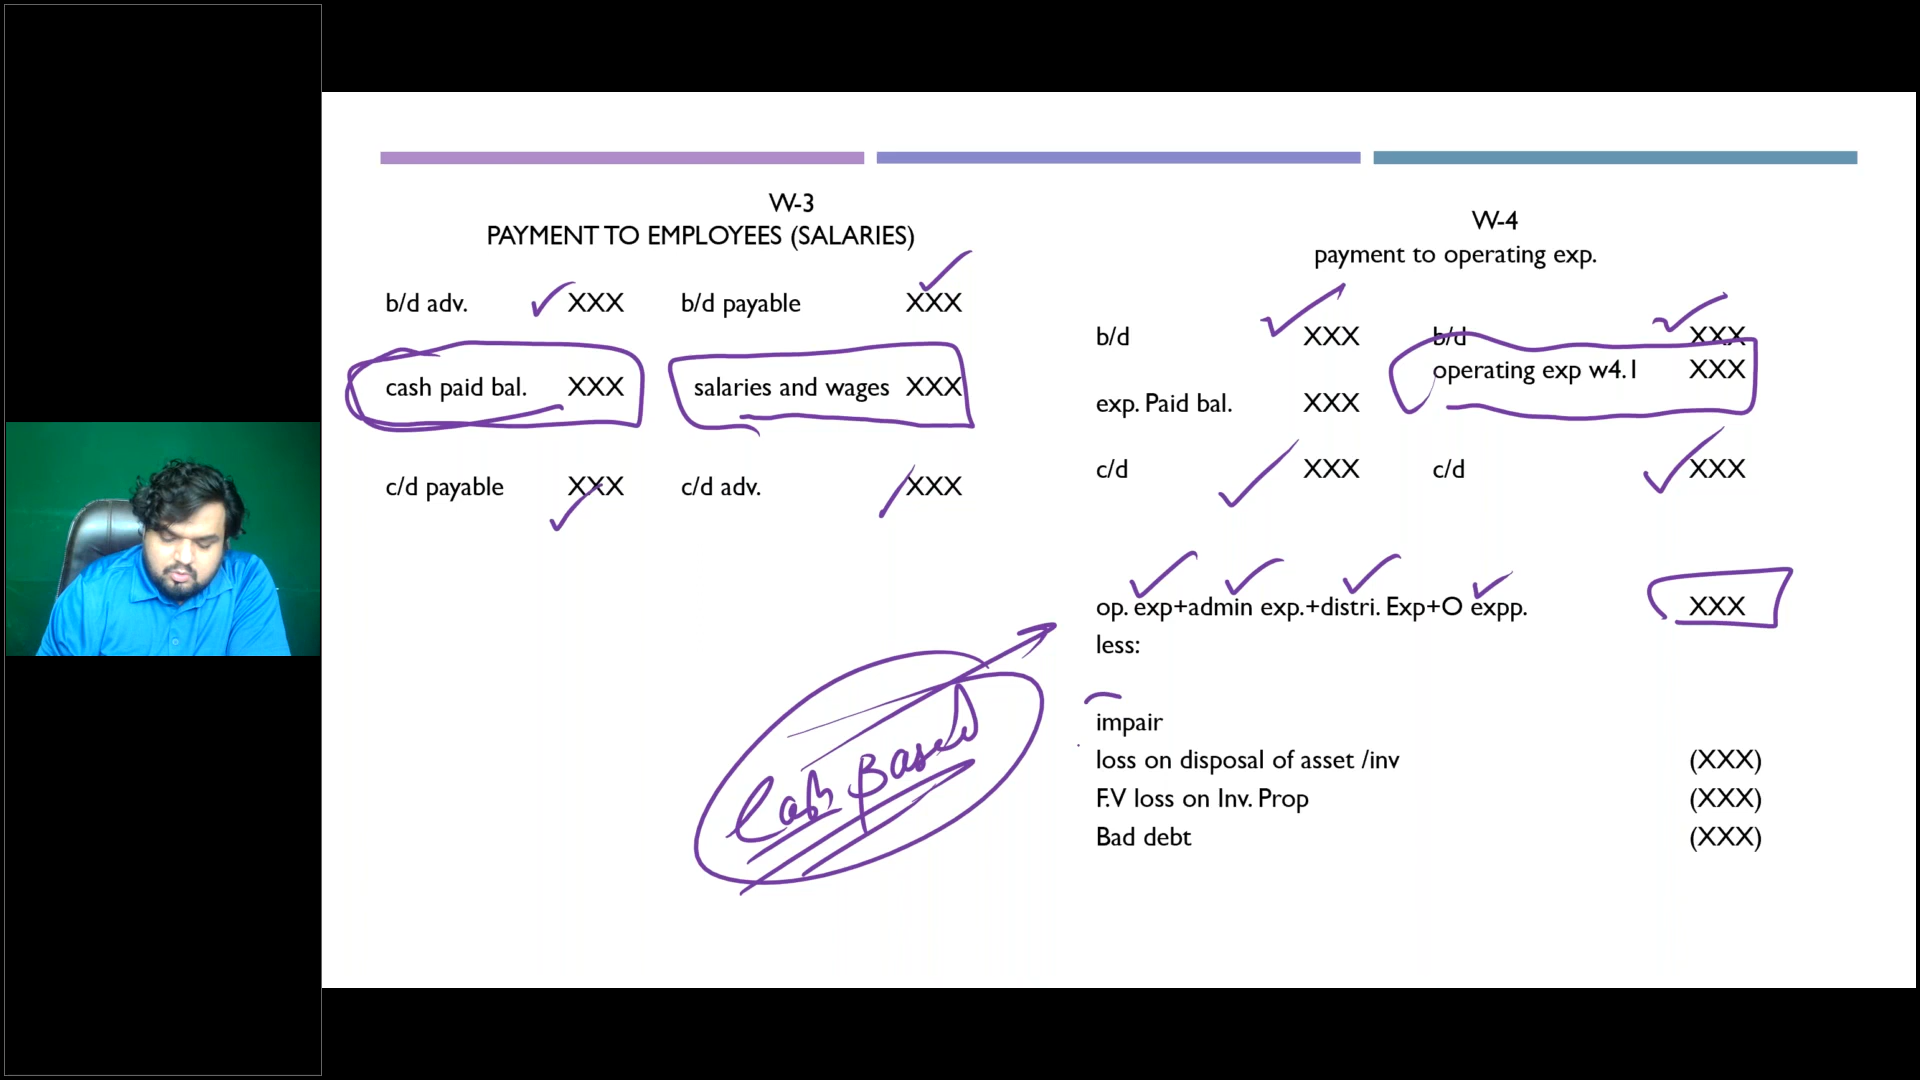 W-3
PAYMENT TO EMPLOYEES (SALARIES)
b/d adv. XXX b/d payable XXX
cash paid bal. XXX salaries and wages XXX
c/d payable XXX c/d adv. XXX
W-4
payment to operating exp.
b/d XXX b/d XXX
operating exp w4.1 XXX
exp. Paid bal. XXX
c/d XXX c/d XXX
op. exp+admin exp.+distri. Exp+O expp. XXX
less:
impair
loss on disposal of asset /inv (XXX)
F.V loss on Inv. Prop (XXX)
Bad debt (XXX)
Cash Based